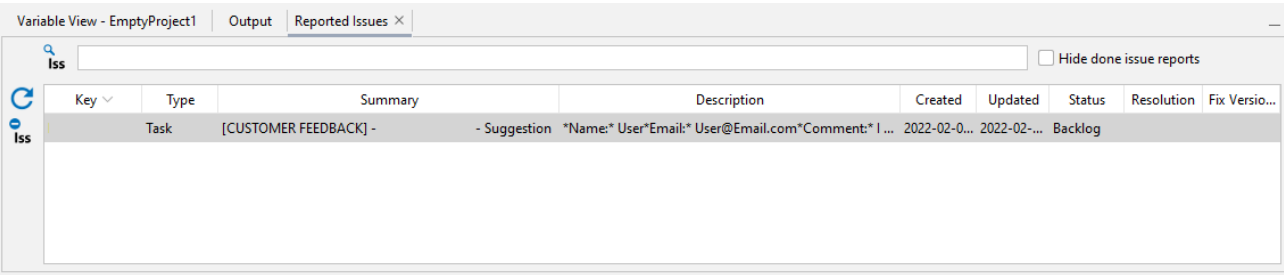 Variable View - EmptyProject1 Output Reported Issues
Iss Hide done issue reports
Key Type Summary Description Created Updated Status Resolution Fix Versio...
Iss Task [CUSTOMER FEEDBACK] - - Suggestion *Name:* User*Email:* User@Email.com*Comment:* I ... 2022-02-0... 2022-02-... Backlog